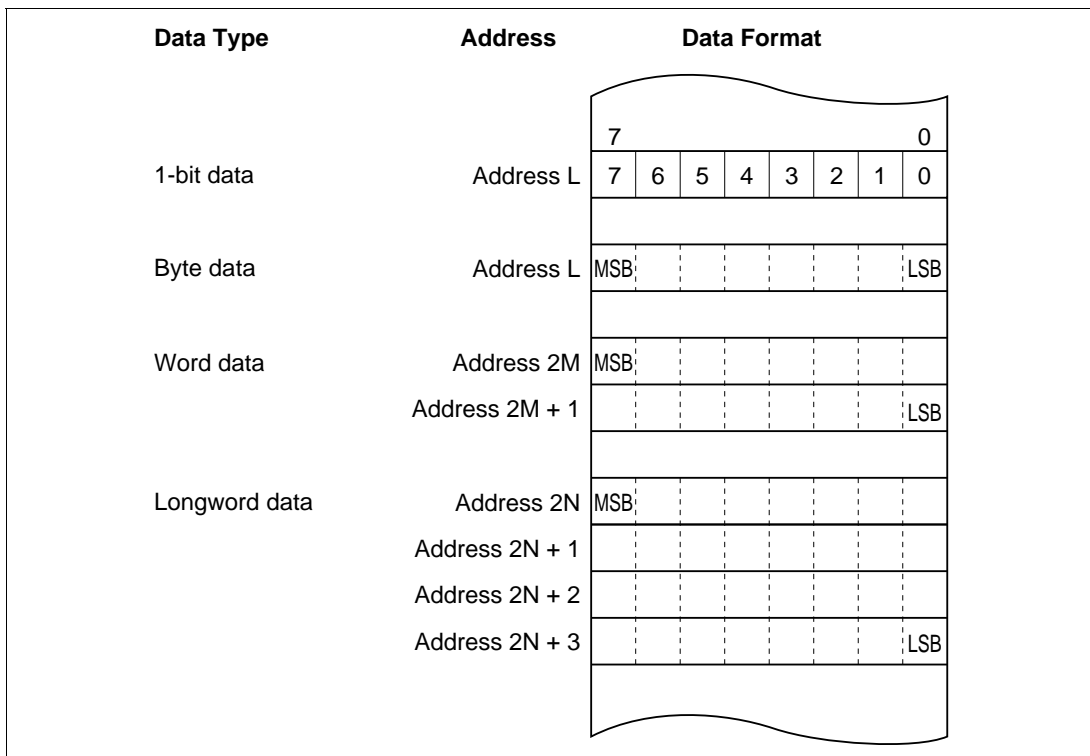 Data Type Address Data Format
7 0
1-bit data Address L 7 6 5 4 3 2 1 0
Byte data Address L MSB LSB
Word data Address 2M MSB
Address 2M + 1 LSB
Longword data Address 2N MSB
Address 2N + 1
Address 2N + 2
Address 2N + 3 LSB